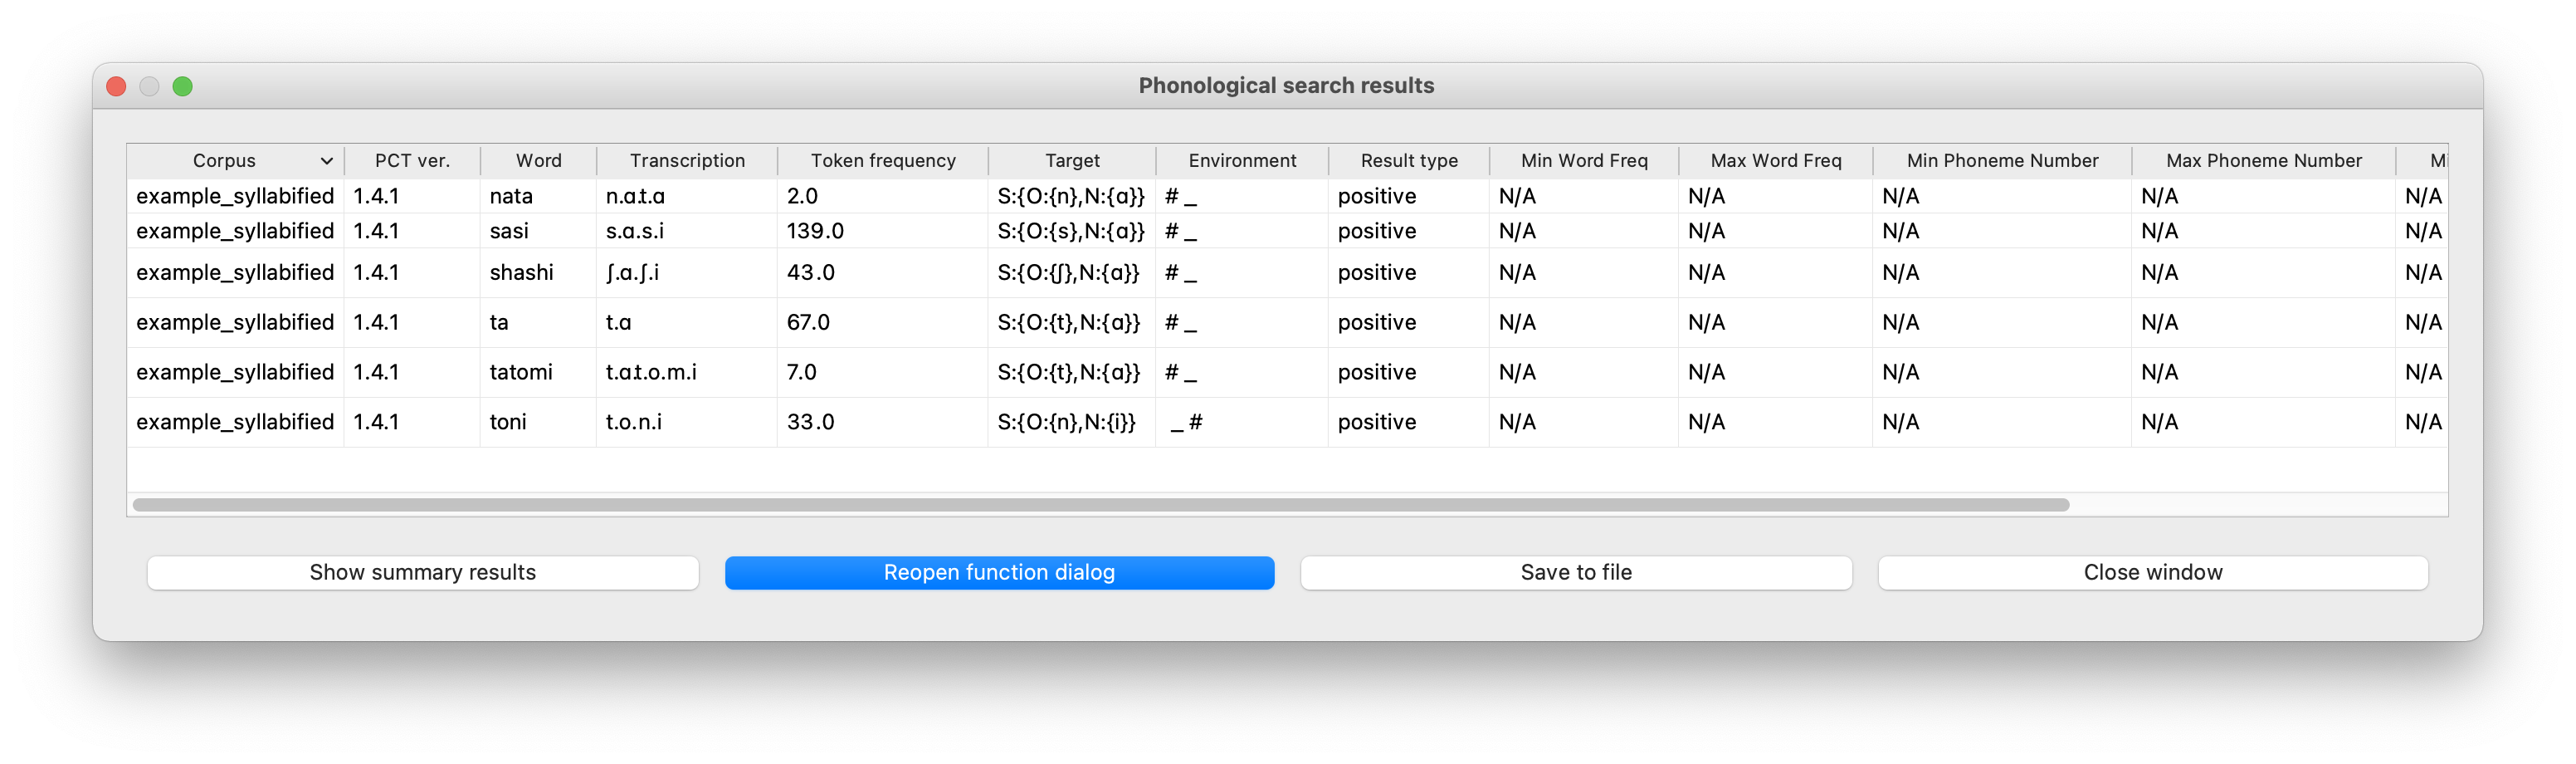 Phonological search results
Corpus PCT ver. Word Transcription Token frequency Target Environment Result type Min Word Freq Max Word Freq Min Phoneme Number Max Phoneme Number Mi
example_syllabified 1.4.1 nata n.ɑ.t.ɑ 2.0 S:{O:{n},N:{ɑ}} # _ positive N/A N/A N/A N/A N/A
example_syllabified 1.4.1 sasi s.ɑ.s.i 139.0 S:{O:{s},N:{ɑ}} # _ positive N/A N/A N/A N/A N/A
example_syllabified 1.4.1 shashi ʃ.ɑ.ʃ.i 43.0 S:{O:{ʃ},N:{ɑ}} # _ positive N/A N/A N/A N/A N/A
example_syllabified 1.4.1 ta t.ɑ 67.0 S:{O:{t},N:{ɑ}} # _ positive N/A N/A N/A N/A N/A
example_syllabified 1.4.1 tatomi t.ɑ.t.o.m.i 7.0 S:{O:{t},N:{ɑ}} # _ positive N/A N/A N/A N/A N/A
example_syllabified 1.4.1 toni t.o.n.i 33.0 S:{O:{n},N:{i}} _ # positive N/A N/A N/A N/A N/A
Show summary results Reopen function dialog Save to file Close window